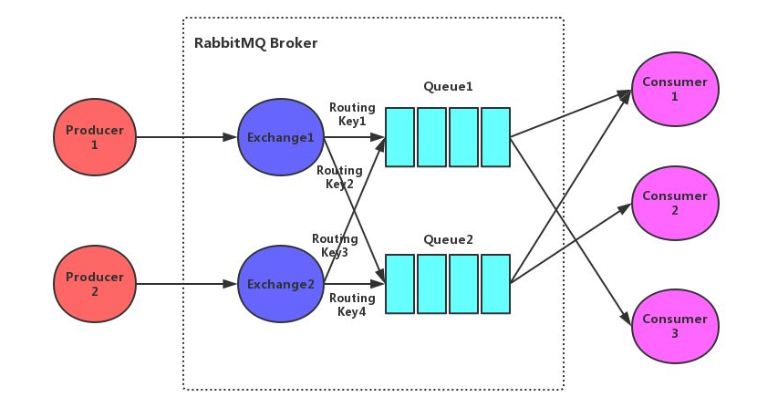 RabbitMQ Broker
Queue1
Consumer
1
Routing
Key1
Producer
1
Exchange1
Routing
Key2
Consumer
2
Routing
Key3
Queue2
Producer
2
Exchange2
Routing
Key4
Consumer
3